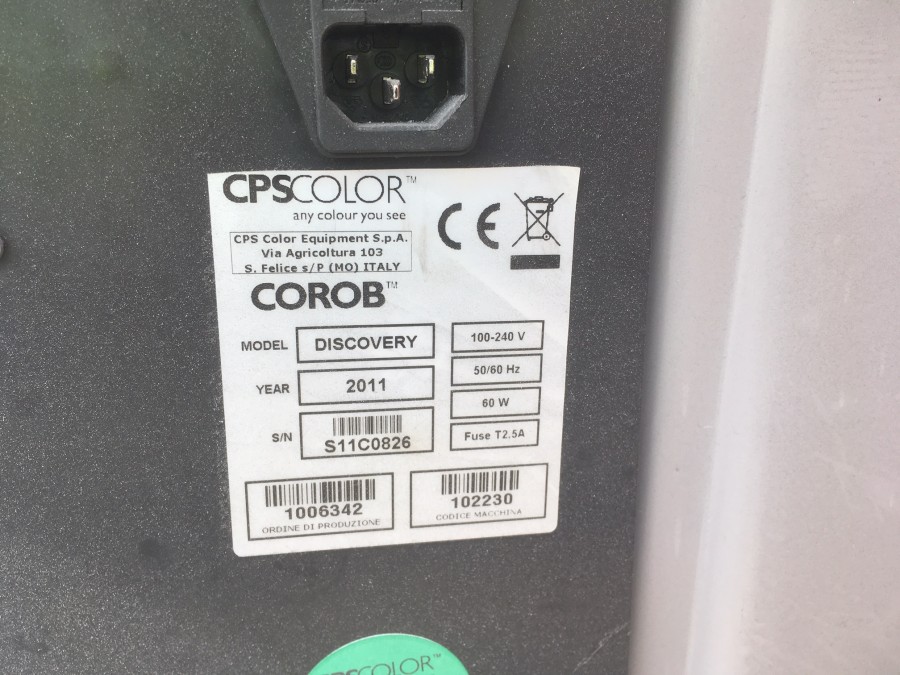 CPSCOLOR™
any colour you see
CPS Color Equipment S.p.A.
Via Agricoltura 103
S. Felice s/P (MO) ITALY
CE
COROB™
MODEL DISCOVERY
100-240 V
YEAR 2011
50/60 Hz
60 W
S/N S11C0826
Fuse T2.5A
1006342
ORDINE DI PRODUZIONE
102230
CODICE MACCHINA
CPSCOLOR™